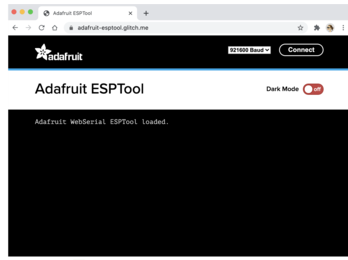 Adafruit ESPTool
adafruit-esptool.glitch.me
adafruit
921600 Baud
Connect
Adafruit ESPTool
Dark Mode
off
Adafruit WebSerial ESPTool loaded.